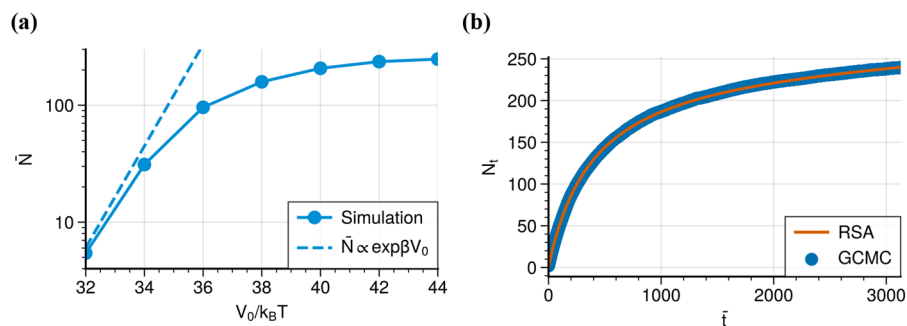 (a)
N̄
100
10
32
34
36
38
40
42
44
V₀/k_BT
Simulation
N̄ ∝ expβV₀
(b)
N_t
250
200
150
100
50
0
0
1000
2000
3000
t̄
RSA
GCMC